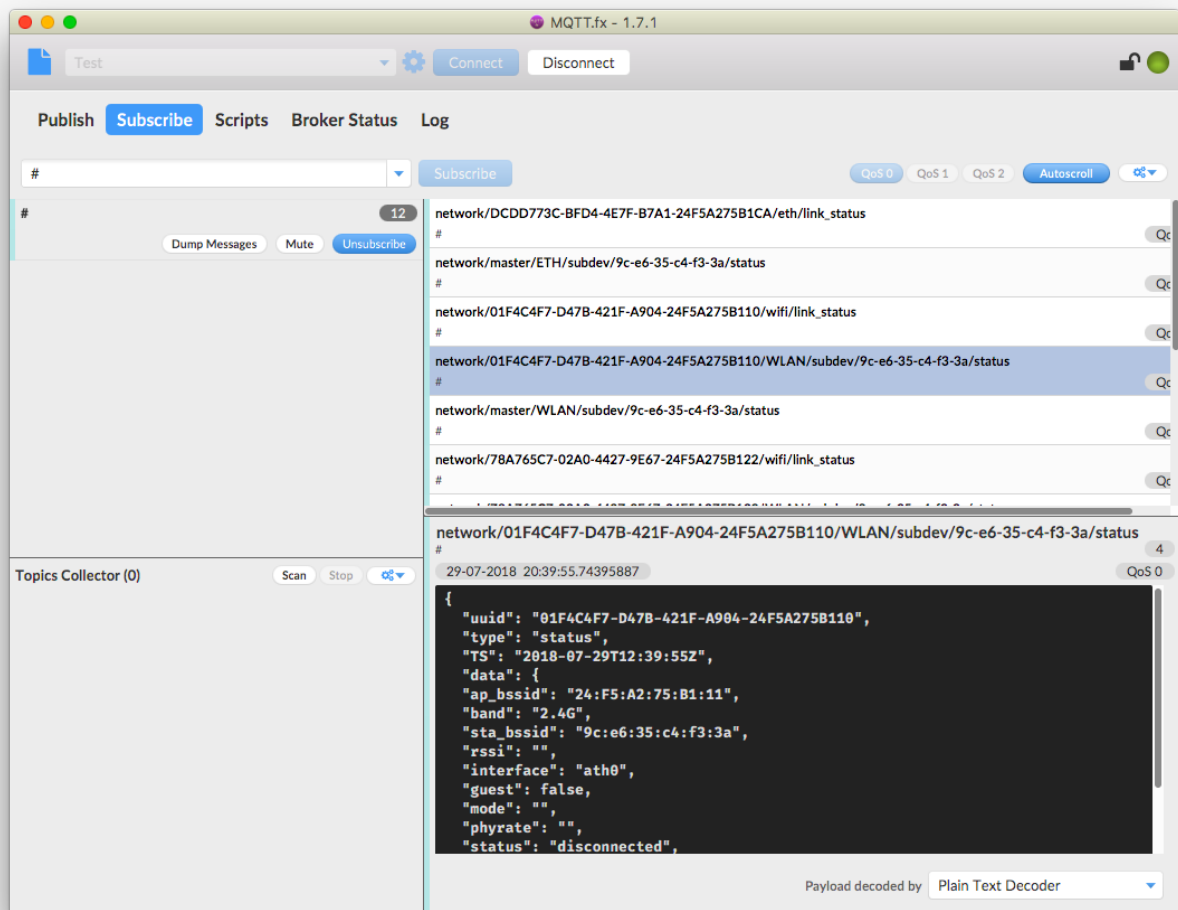 MQTT.fx - 1.7.1
Test
Connect
Disconnect
Publish Subscribe Scripts Broker Status Log
#
Subscribe
QoS 0 QoS 1 QoS 2 Autoscroll
# 12
Dump Messages Mute Unsubscribe
network/DCDD773C-BFD4-4E7F-B7A1-24F5A275B1CA/eth/link_status
#
network/master/ETH/subdev/9c-e6-35-c4-f3-3a/status
#
network/01F4C4F7-D47B-421F-A904-24F5A275B110/wifi/link_status
#
network/01F4C4F7-D47B-421F-A904-24F5A275B110/WLAN/subdev/9c-e6-35-c4-f3-3a/status
#
network/master/WLAN/subdev/9c-e6-35-c4-f3-3a/status
#
network/78A765C7-02A0-4427-9E67-24F5A275B122/wifi/link_status
#
Topics Collector (0) Scan Stop
network/01F4C4F7-D47B-421F-A904-24F5A275B110/WLAN/subdev/9c-e6-35-c4-f3-3a/status
# 4
29-07-2018 20:39:55.74395887 QoS 0
{
"uuid": "01F4C4F7-D47B-421F-A904-24F5A275B110",
"type": "status",
"TS": "2018-07-29T12:39:55Z",
"data": {
"ap_bssid": "24:F5:A2:75:B1:11",
"band": "2.4G",
"sta_bssid": "9c:e6:35:c4:f3:3a",
"rssi": "",
"interface": "ath0",
"guest": false,
"mode": "",
"phyrate": "",
"status": "disconnected",
Payload decoded by Plain Text Decoder